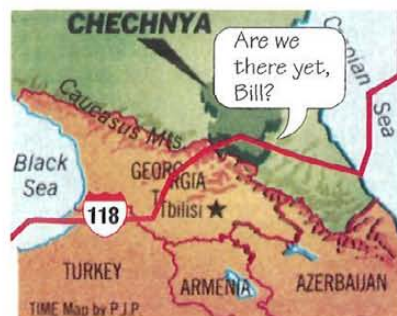 CHECHNYA
Are we
there yet,
Bill?
Caspian
Sea
Caucasus Mts.
Black
Sea
GEORGIA
RGIA
118
Tbilisi
TURKEY
ARMENIA
AZERBAIJAN
TIME Map by P.J.P.